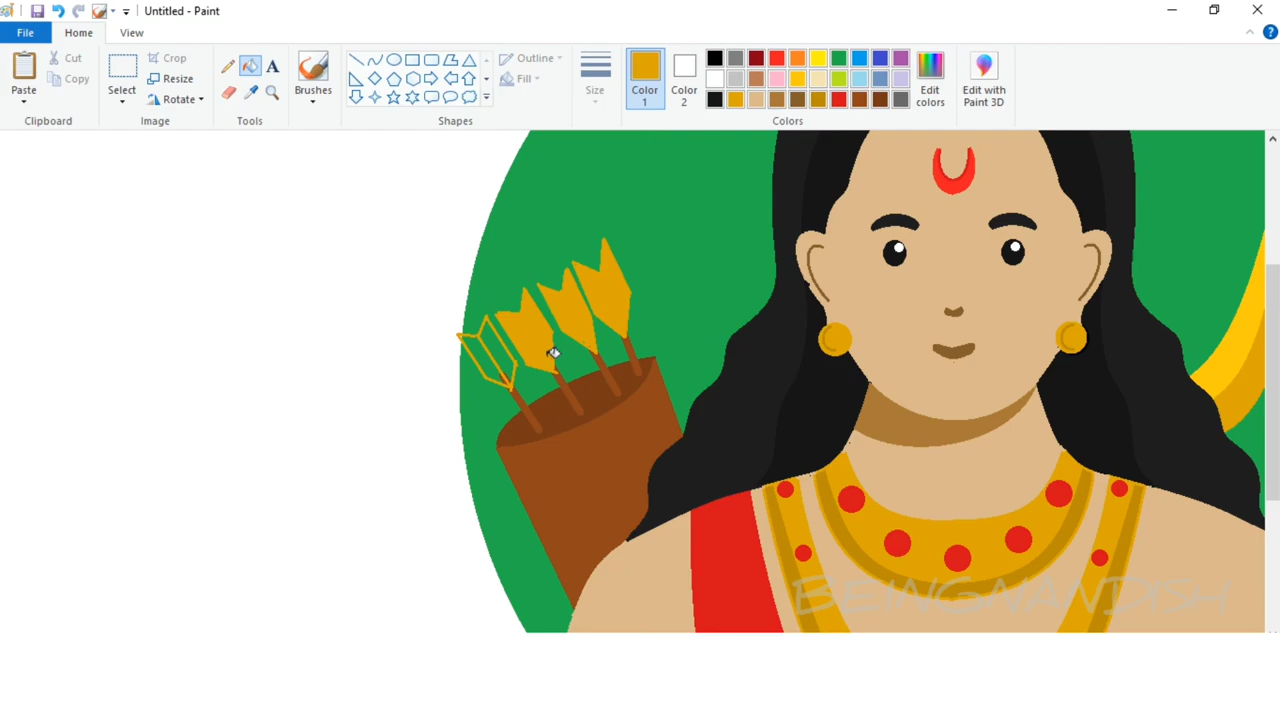 Untitled - Paint
File Home View
Paste
Cut
Copy
Clipboard
Select
Crop
Resize
Rotate
Image
A
Tools
Brushes
Outline
Fill
Shapes
Size
Color 1
Color 2
Edit colors
Colors
Edit with Paint 3D
BEINGNANDISH